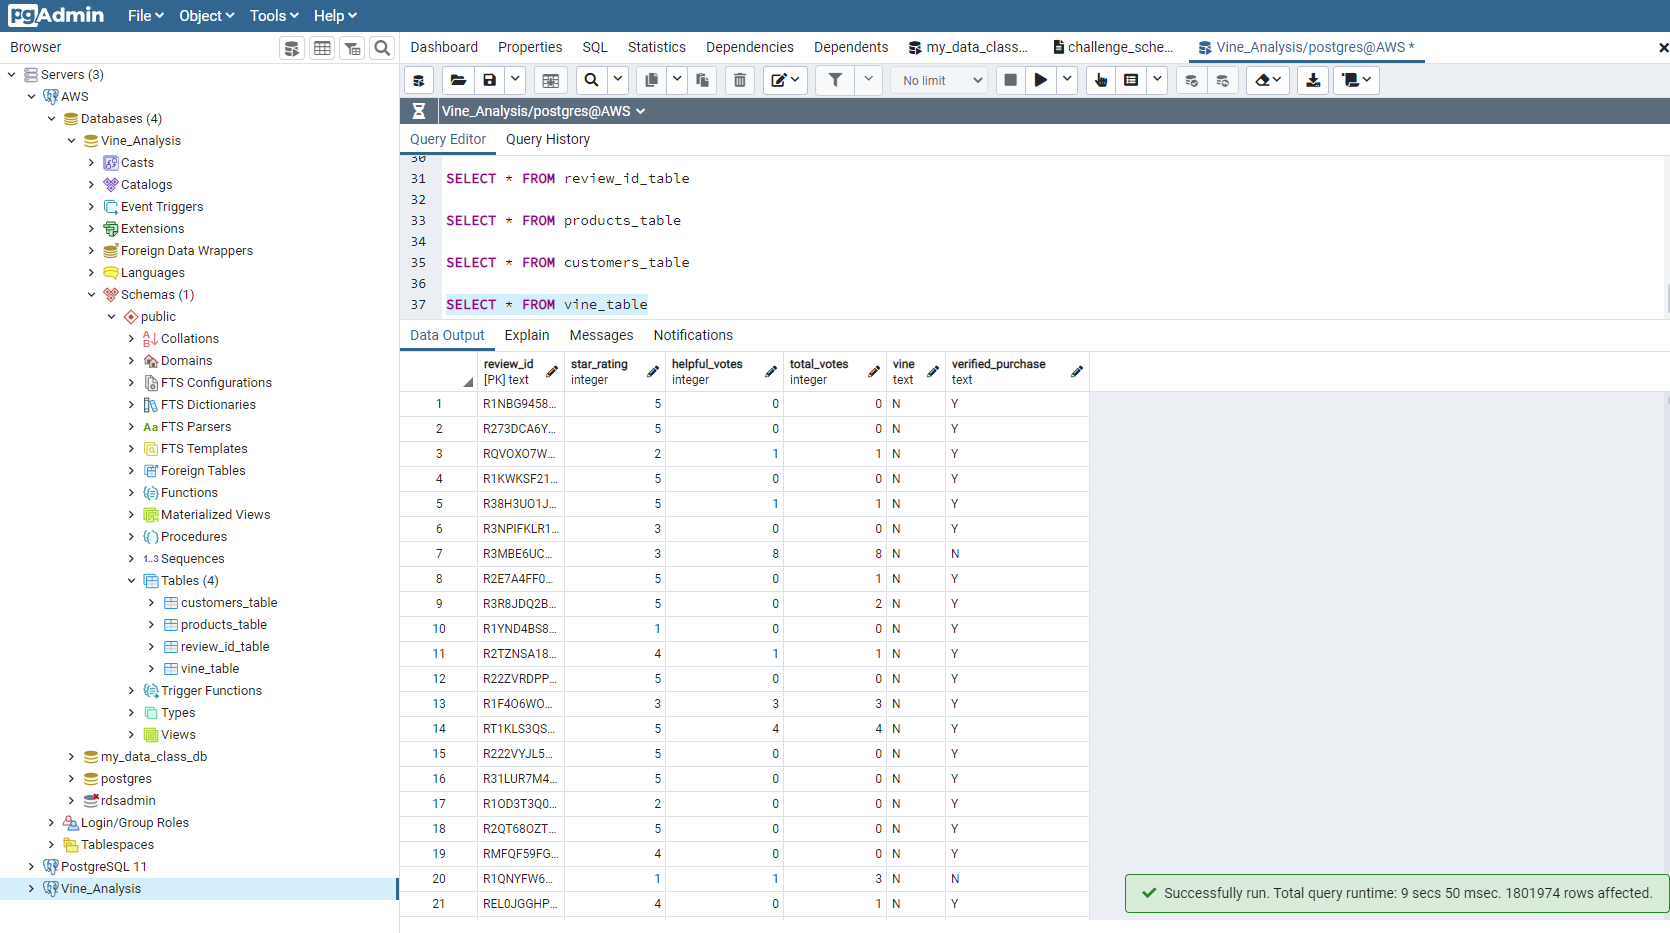 pgAdmin File Object Tools Help
Browser
Dashboard Properties SQL Statistics Dependencies Dependents my_data_class... challenge_sche... Vine_Analysis/postgres@AWS *
No limit
Vine_Analysis/postgres@AWS
Query Editor Query History
Servers (3)
AWS
Databases (4)
Vine_Analysis
Casts
Catalogs
Event Triggers
Extensions
Foreign Data Wrappers
Languages
Schemas (1)
public
Collations
Domains
FTS Configurations
FTS Dictionaries
Aa FTS Parsers
FTS Templates
Foreign Tables
Functions
Materialized Views
Procedures
1..3 Sequences
Tables (4)
customers_table
products_table
review_id_table
vine_table
Trigger Functions
Types
Views
my_data_class_db
postgres
rdsadmin
Login/Group Roles
Tablespaces
PostgreSQL 11
Vine_Analysis
30
31 SELECT * FROM review_id_table
32
33 SELECT * FROM products_table
34
35 SELECT * FROM customers_table
36
37 SELECT * FROM vine_table
Data Output Explain Messages Notifications
review_id star_rating helpful_votes total_votes vine verified_purchase
[PK] text integer integer integer text text
1 R1NBG9458... 5 0 0 N Y
2 R273DCA6Y... 5 0 0 N Y
3 RQVOXO7W... 2 1 1 N Y
4 R1KWKSF21... 5 0 0 N Y
5 R38H3UO1J... 5 1 1 N Y
6 R3NPIFKLR1... 3 0 0 N Y
7 R3MBE6UC... 3 8 8 N N
8 R2E7A4FF0... 5 0 1 N Y
9 R3R8JDQ2B... 5 0 2 N Y
10 R1YND4BS8... 1 0 0 N Y
11 R2TZNSA18... 4 1 1 N Y
12 R22ZVRDPP... 5 0 0 N Y
13 R1F4O6WO... 3 3 3 N Y
14 RT1KLS3QS... 5 4 4 N Y
15 R222VYJL5... 5 0 0 N Y
16 R31LUR7M4... 5 0 0 N Y
17 R1OD3T3Q0... 2 0 0 N Y
18 R2QT68OZT... 5 0 0 N Y
19 RMFQF59FG... 4 0 0 N Y
20 R1QNYFW6... 1 1 3 N N
21 REL0JGGHP... 4 0 1 N Y
Successfully run. Total query runtime: 9 secs 50 msec. 1801974 rows affected.